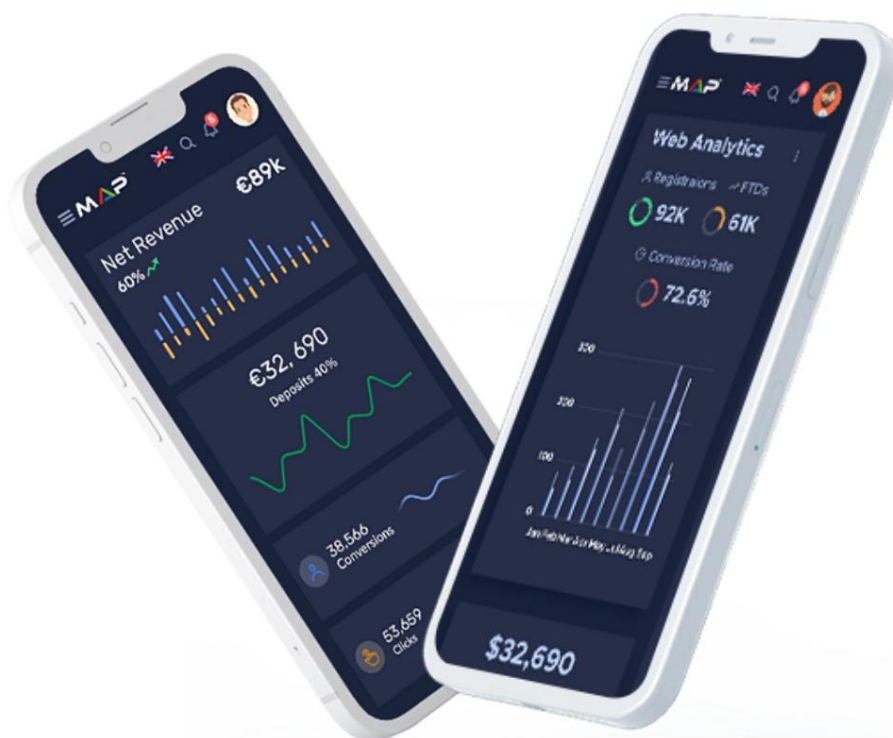 MAP
5
Net Revenue
€89k
60%
€32, 690
Deposits 40%
38,566
Conversions
53,659
Clicks
MAP
Web Analytics
Registraions
FTDs
92K
61K
Conversion Rate
72.6%
200
100
0
$32,690